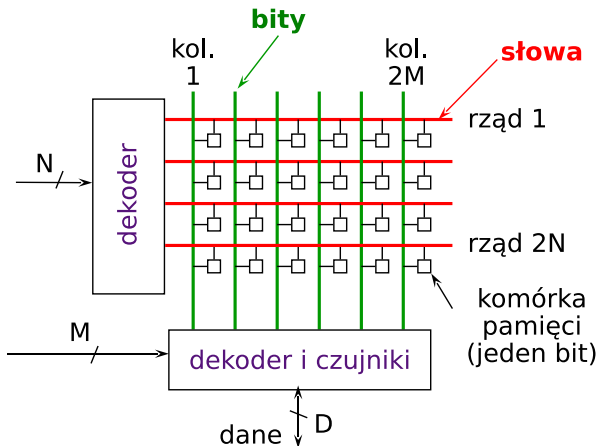 bity
kol.
1
kol.
2M
słowa
rząd 1
dekoder
N
rząd 2N
komórka
pamięci
(jeden bit)
M
dekoder i czujniki
D
dane